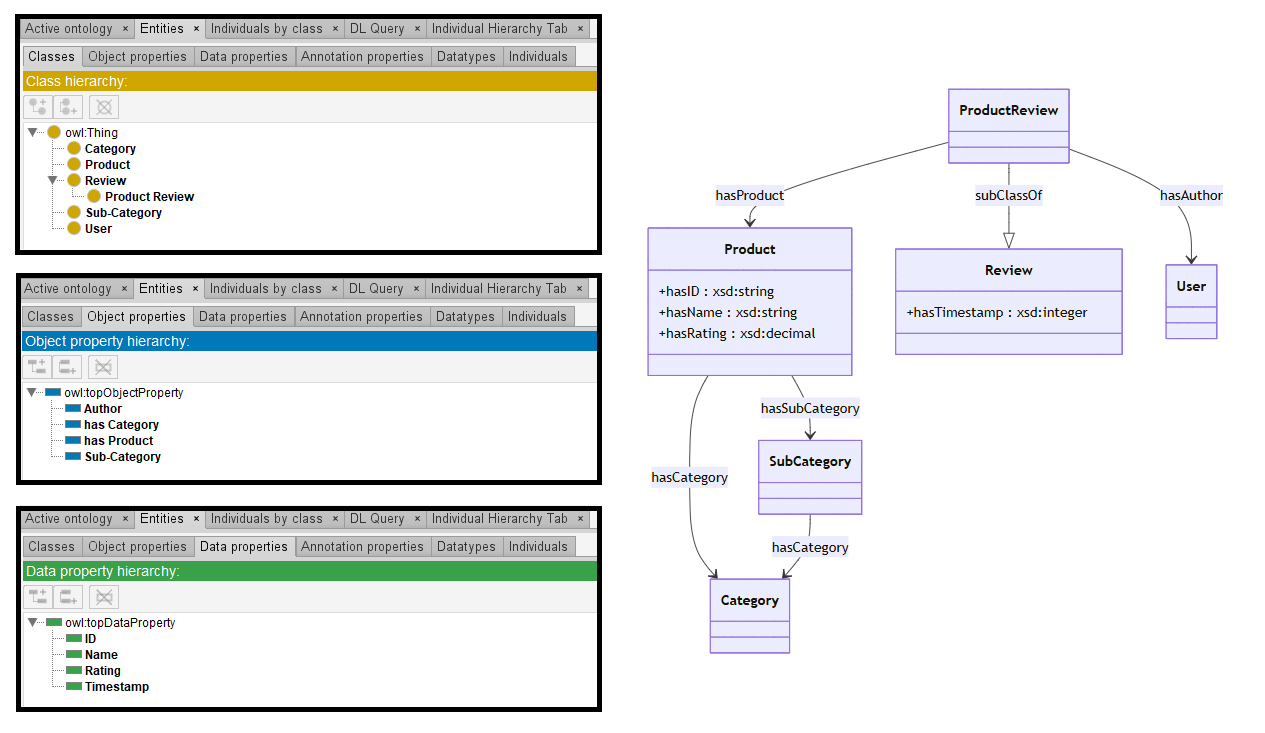 Active ontology × Entities × Individuals by class × DL Query × Individual Hierarchy Tab ×
Classes Object properties Data properties Annotation properties Datatypes Individuals
Class hierarchy:
owl:Thing
Category
Product
Review
Product Review
Sub-Category
User
Active ontology × Entities × Individuals by class × DL Query × Individual Hierarchy Tab ×
Classes Object properties Data properties Annotation properties Datatypes Individuals
Object property hierarchy:
owl:topObjectProperty
Author
has Category
has Product
Sub-Category
Active ontology × Entities × Individuals by class × DL Query × Individual Hierarchy Tab ×
Classes Object properties Data properties Annotation properties Datatypes Individuals
Data property hierarchy:
owl:topDataProperty
ID
Name
Rating
Timestamp
ProductReview
hasProduct
subClassOf
hasAuthor
Product
+hasID : xsd:string
+hasName : xsd:string
+hasRating : xsd:decimal
Review
+hasTimestamp : xsd:integer
User
hasSubCategory
SubCategory
hasCategory
hasCategory
Category